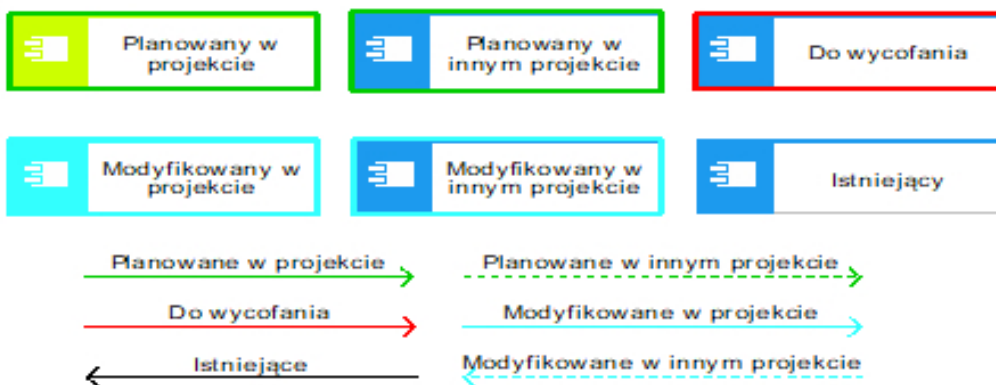 Planowany w
projekcie
Planowany w
innym projekcie
Do wycofania
Modyfikowany w
projekcie
Modyfikowany w
innym projekcie
Istniejący
Planowane w projekcie
Planowane w innym projekcie
Do wycofania
Modyfikowane w projekcie
Istniejące
Modyfikowane w innym projekcie